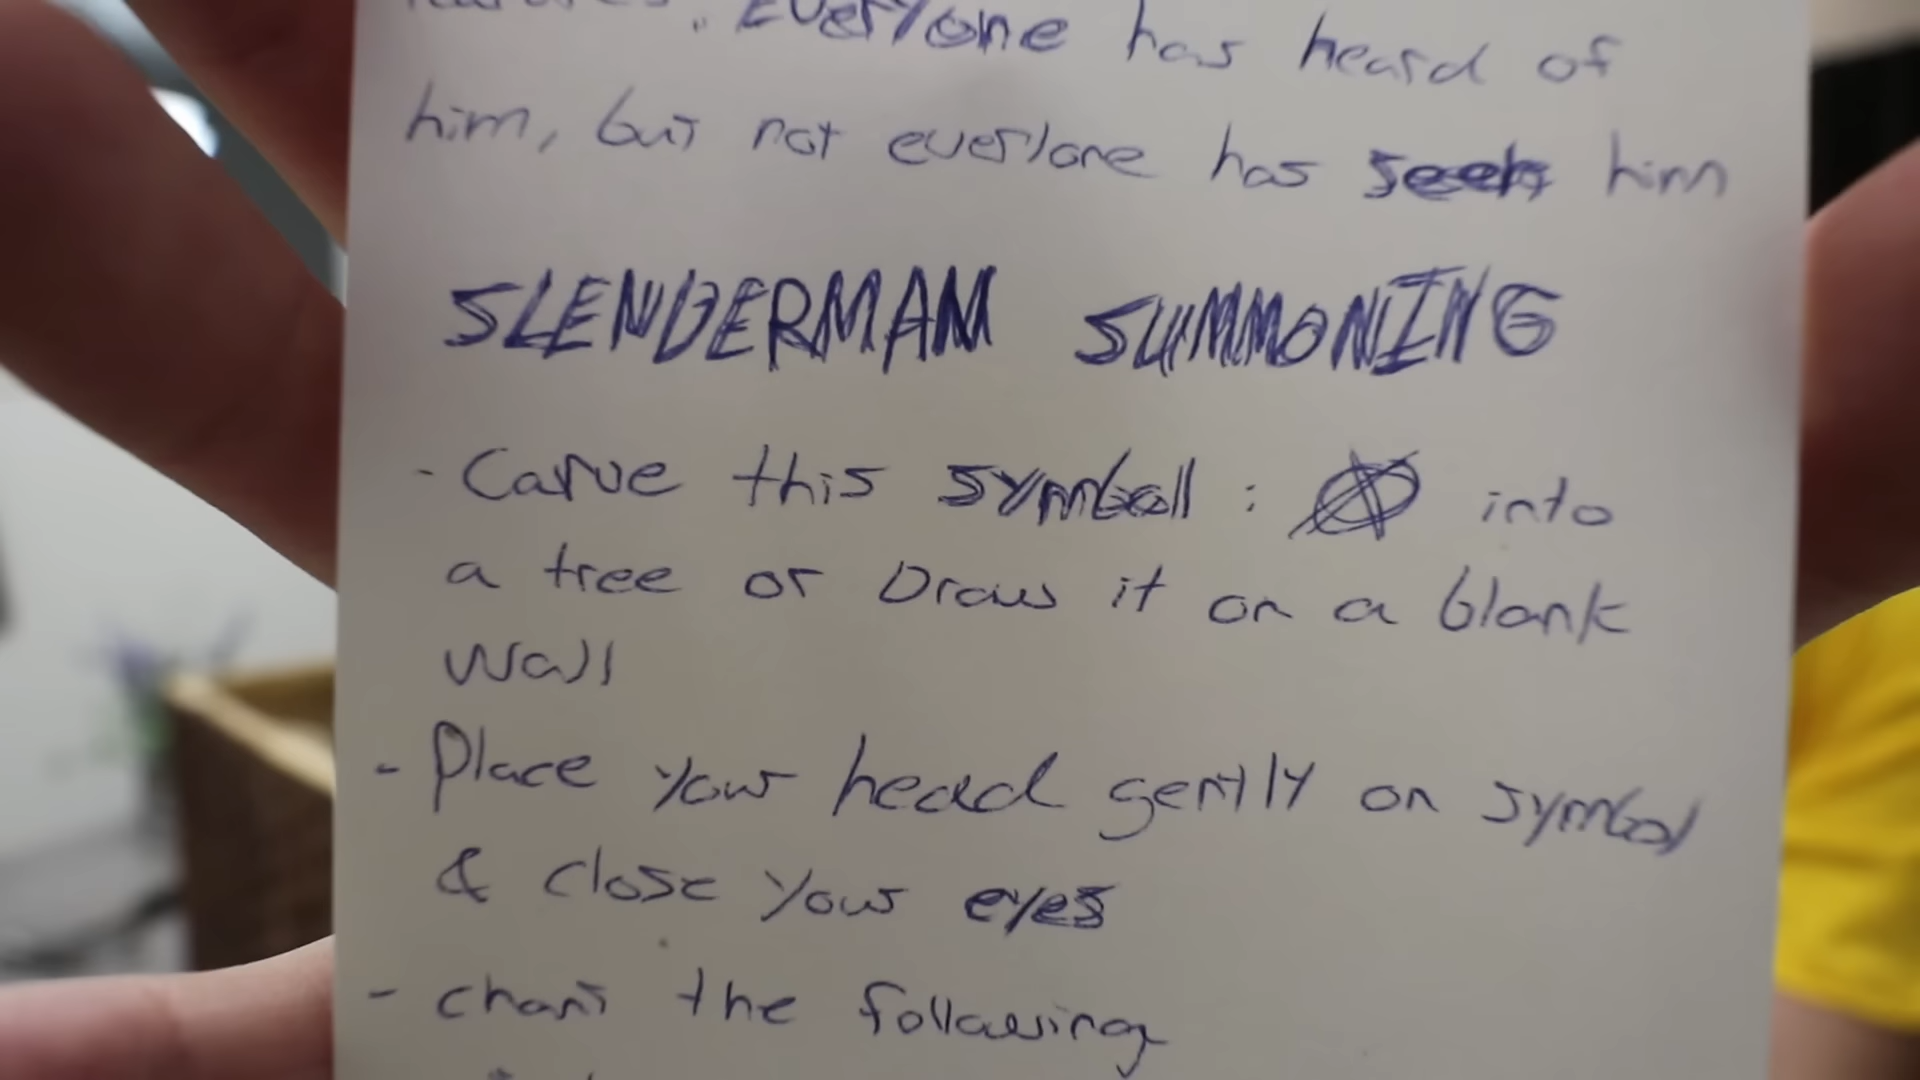 . Everyone has heard of
him, but not everyone has seen him
SLENDERMAN SUMMONING
- Carve this symbol : into
a tree or Draw it on a blank
wall
- Place your head gently on symbol
& close your eyes
- chant the following